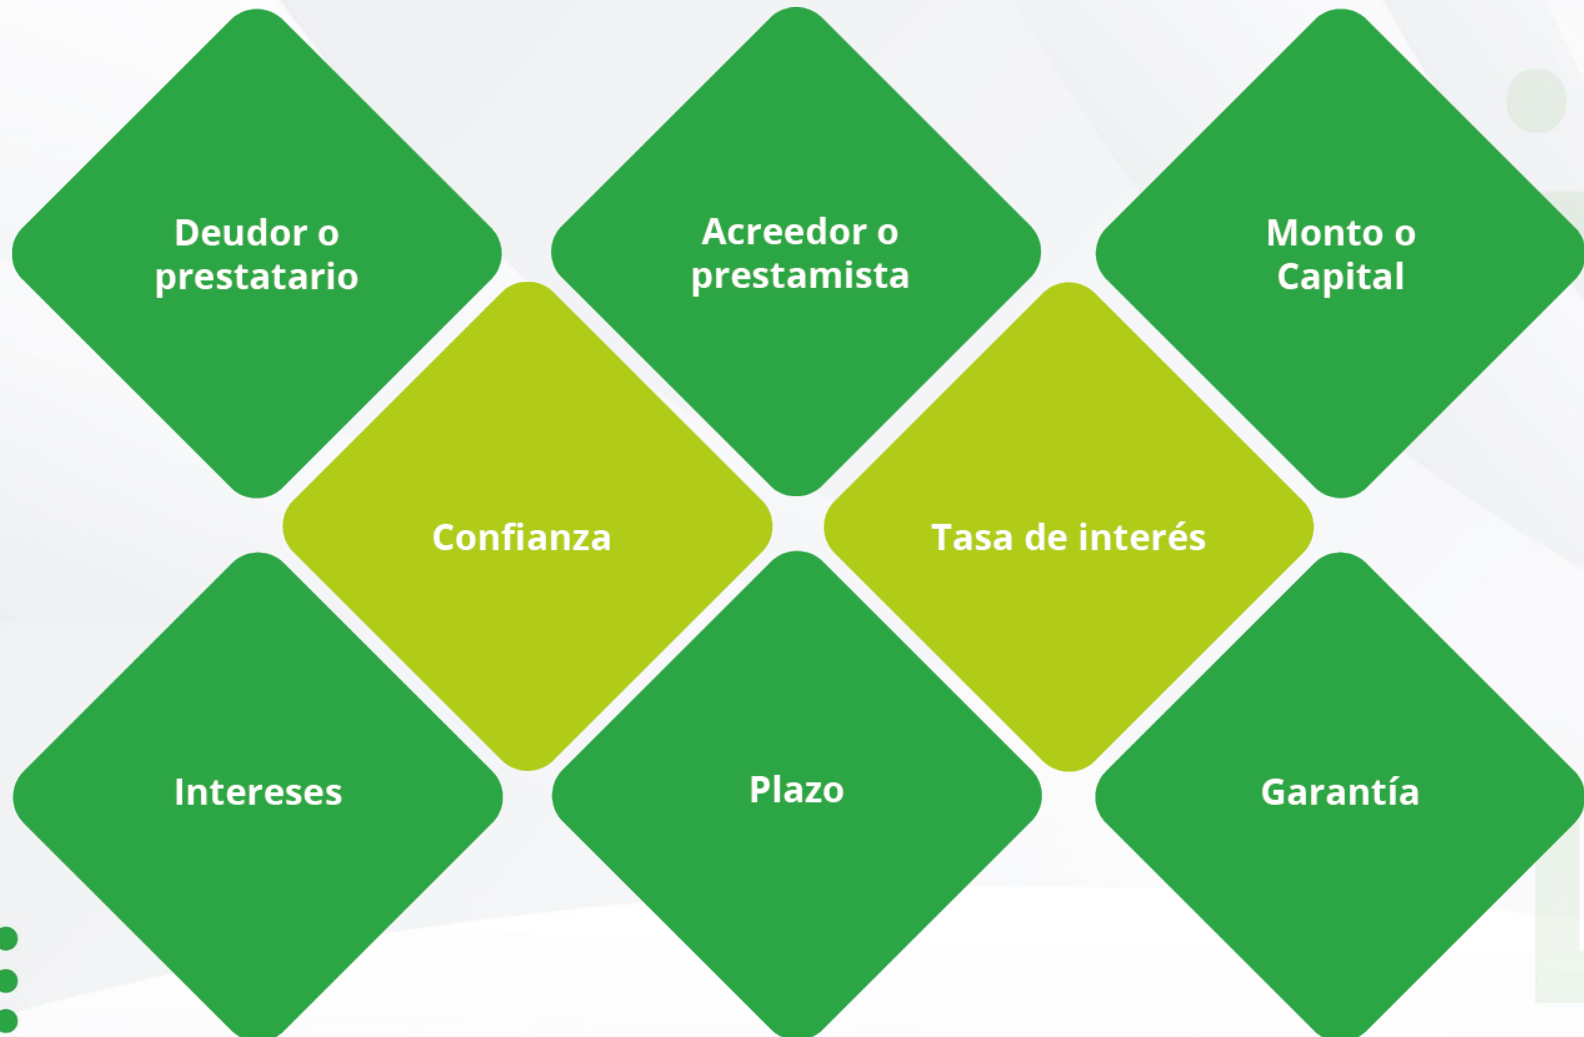 Deudor o
prestatario
Acreedor o
prestamista
Monto o
Capital
Confianza
Tasa de interés
Intereses
Plazo
Garantía